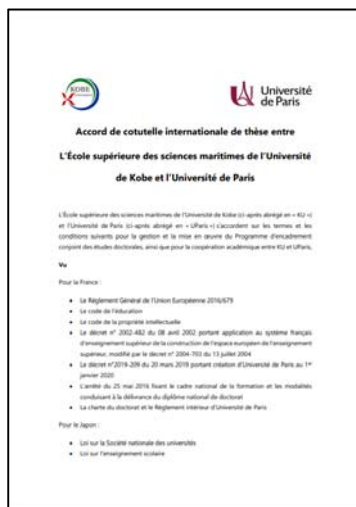 KOBE
Université
de Paris
Accord de cotutelle internationale de thèse entre
L'École supérieure des sciences maritimes de l'Université
de Kobe et l'Université de Paris
L'École supérieure des sciences maritimes de l'Université de Kobe (ci-après abrégé en « KU »)
et l'Université de Paris (ci-après abrégé en « UParis ») s'accordent sur les termes et les
conditions suivants pour la gestion et la mise en œuvre du Programme d'encadrement
conjoint des études doctorales, ainsi que pour la coopération académique entre KU et UParis,
Vu
Pour la France :
• Le Règlement Général de l'Union Européenne 2016/679
• Le code de l'éducation
• Le code de la propriété intellectuelle
• Le décret n° 2002-482 du 08 avril 2002 portant application au système français
d'enseignement supérieur de la construction de l'espace européen de l'enseignement
supérieur, modifié par le décret n° 2004-703 du 13 juillet 2004
• Le décret n°2019-209 du 20 mars 2019 portant création d'Université de Paris au 1er
janvier 2020
• L'arrêté du 25 mai 2016 fixant le cadre national de la formation et les modalités
conduisant à la délivrance du diplôme national de doctorat
• La charte du doctorat et le Règlement intérieur d'Université de Paris
Pour le Japon :
• Loi sur la Société nationale des universités
• Loi sur l'enseignement scolaire